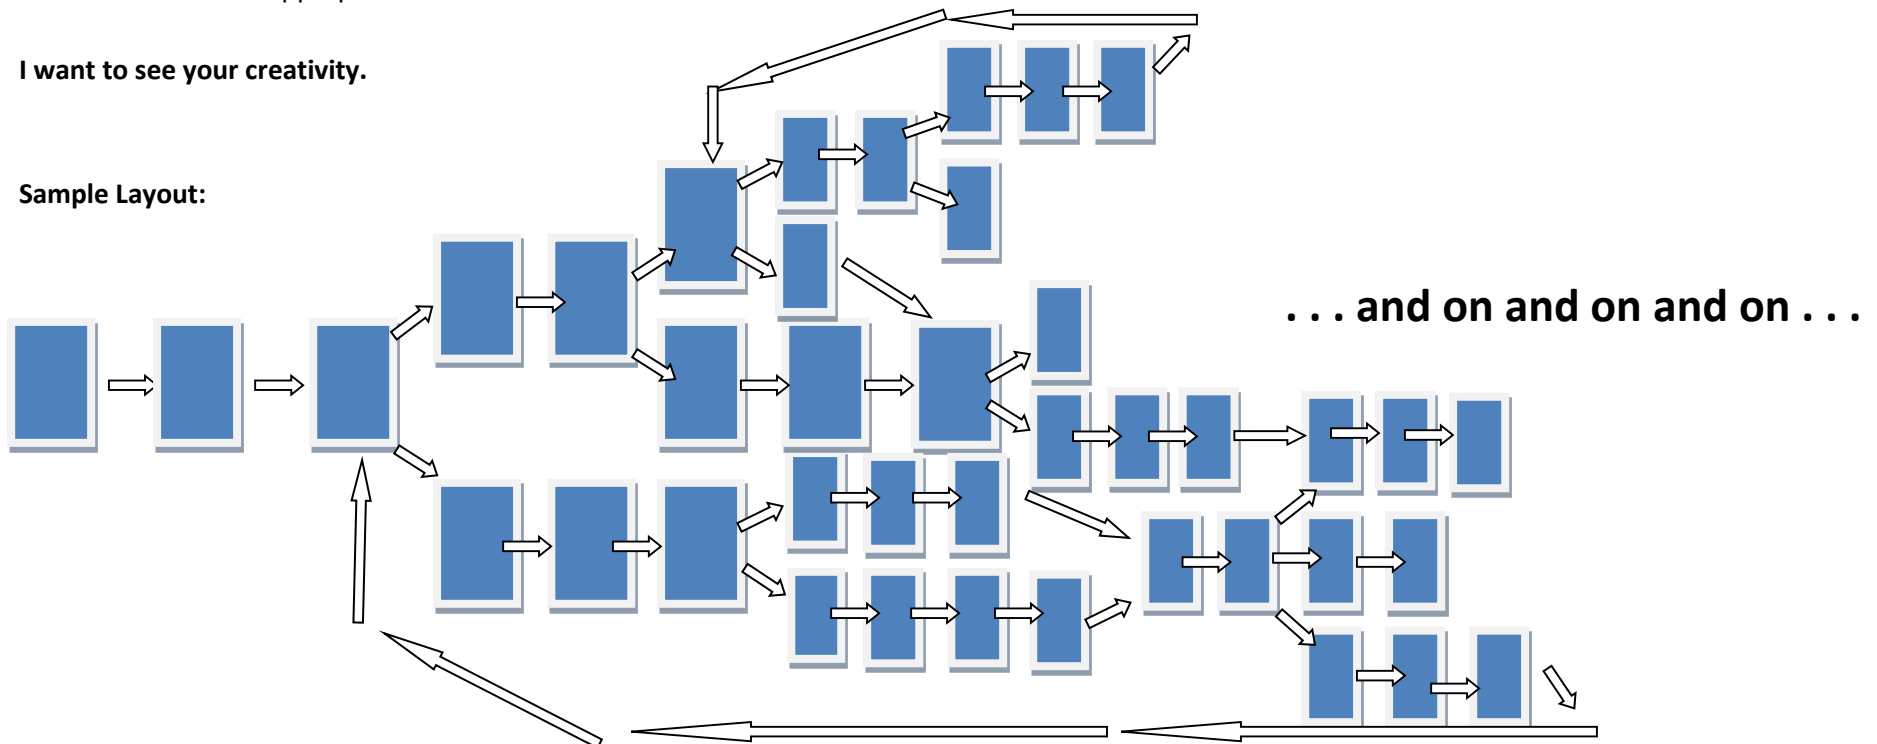 I want to see your creativity.
Sample Layout:
. . . and on and on and on . . .